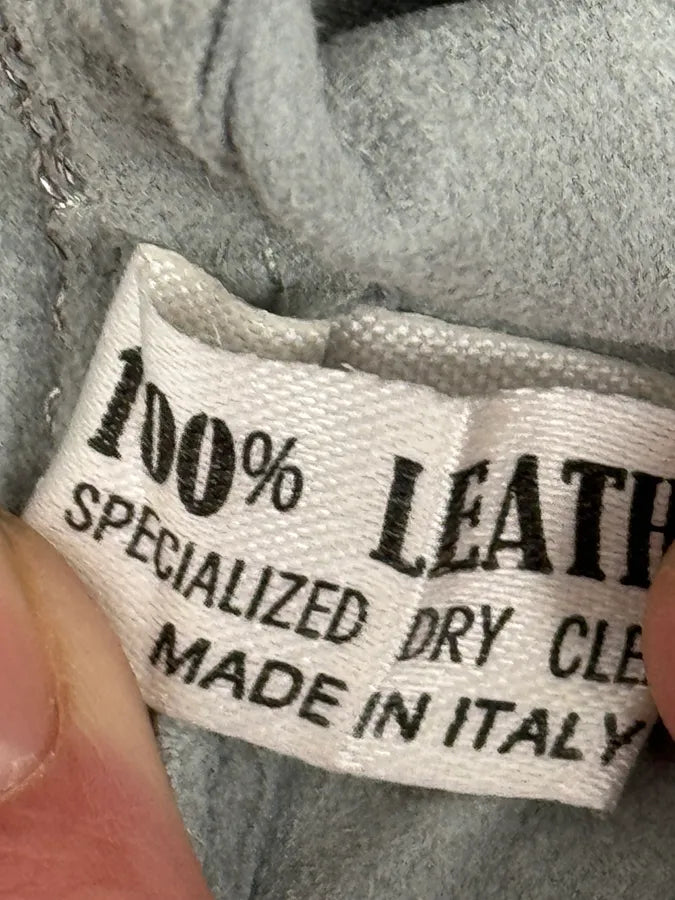 100% LEATH
SPECIALIZED DRY CLE
MADE IN ITALY